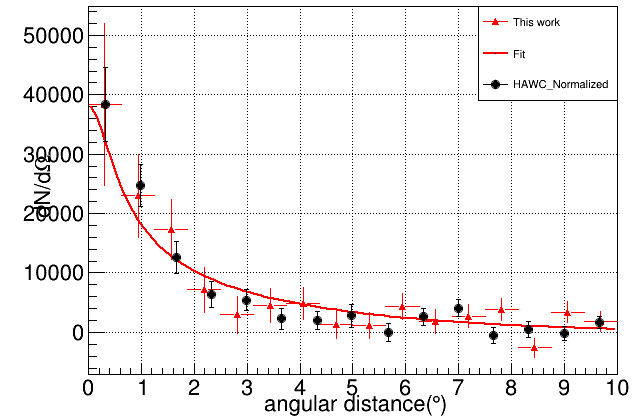 50000
40000
30000
20000
10000
0
dN/dΩ
This work
Fit
HAWC_Normalized
0 1 2 3 4 5 6 7 8 9 10
angular distance(°)